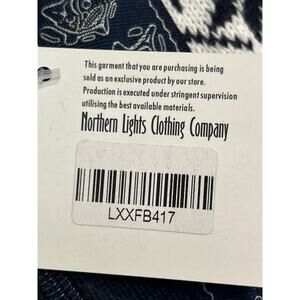 This garment that you are purchasing is being
sold as an exclusive product by our store.
Production is executed under stringent supervision
utilising the best available materials.
Northern Lights Clothing Company
LXXFB417